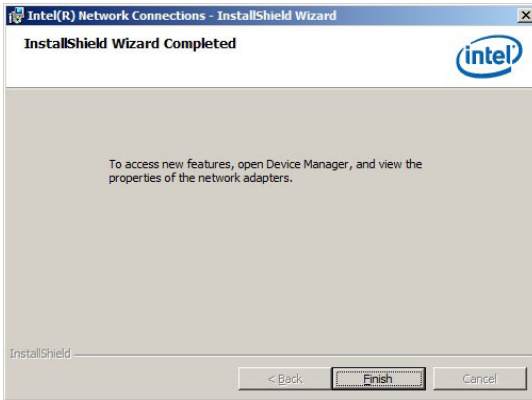 Intel(R) Network Connections - InstallShield Wizard
InstallShield Wizard Completed
intel
To access new features, open Device Manager, and view the
properties of the network adapters.
InstallShield
< Back
Finish
Cancel